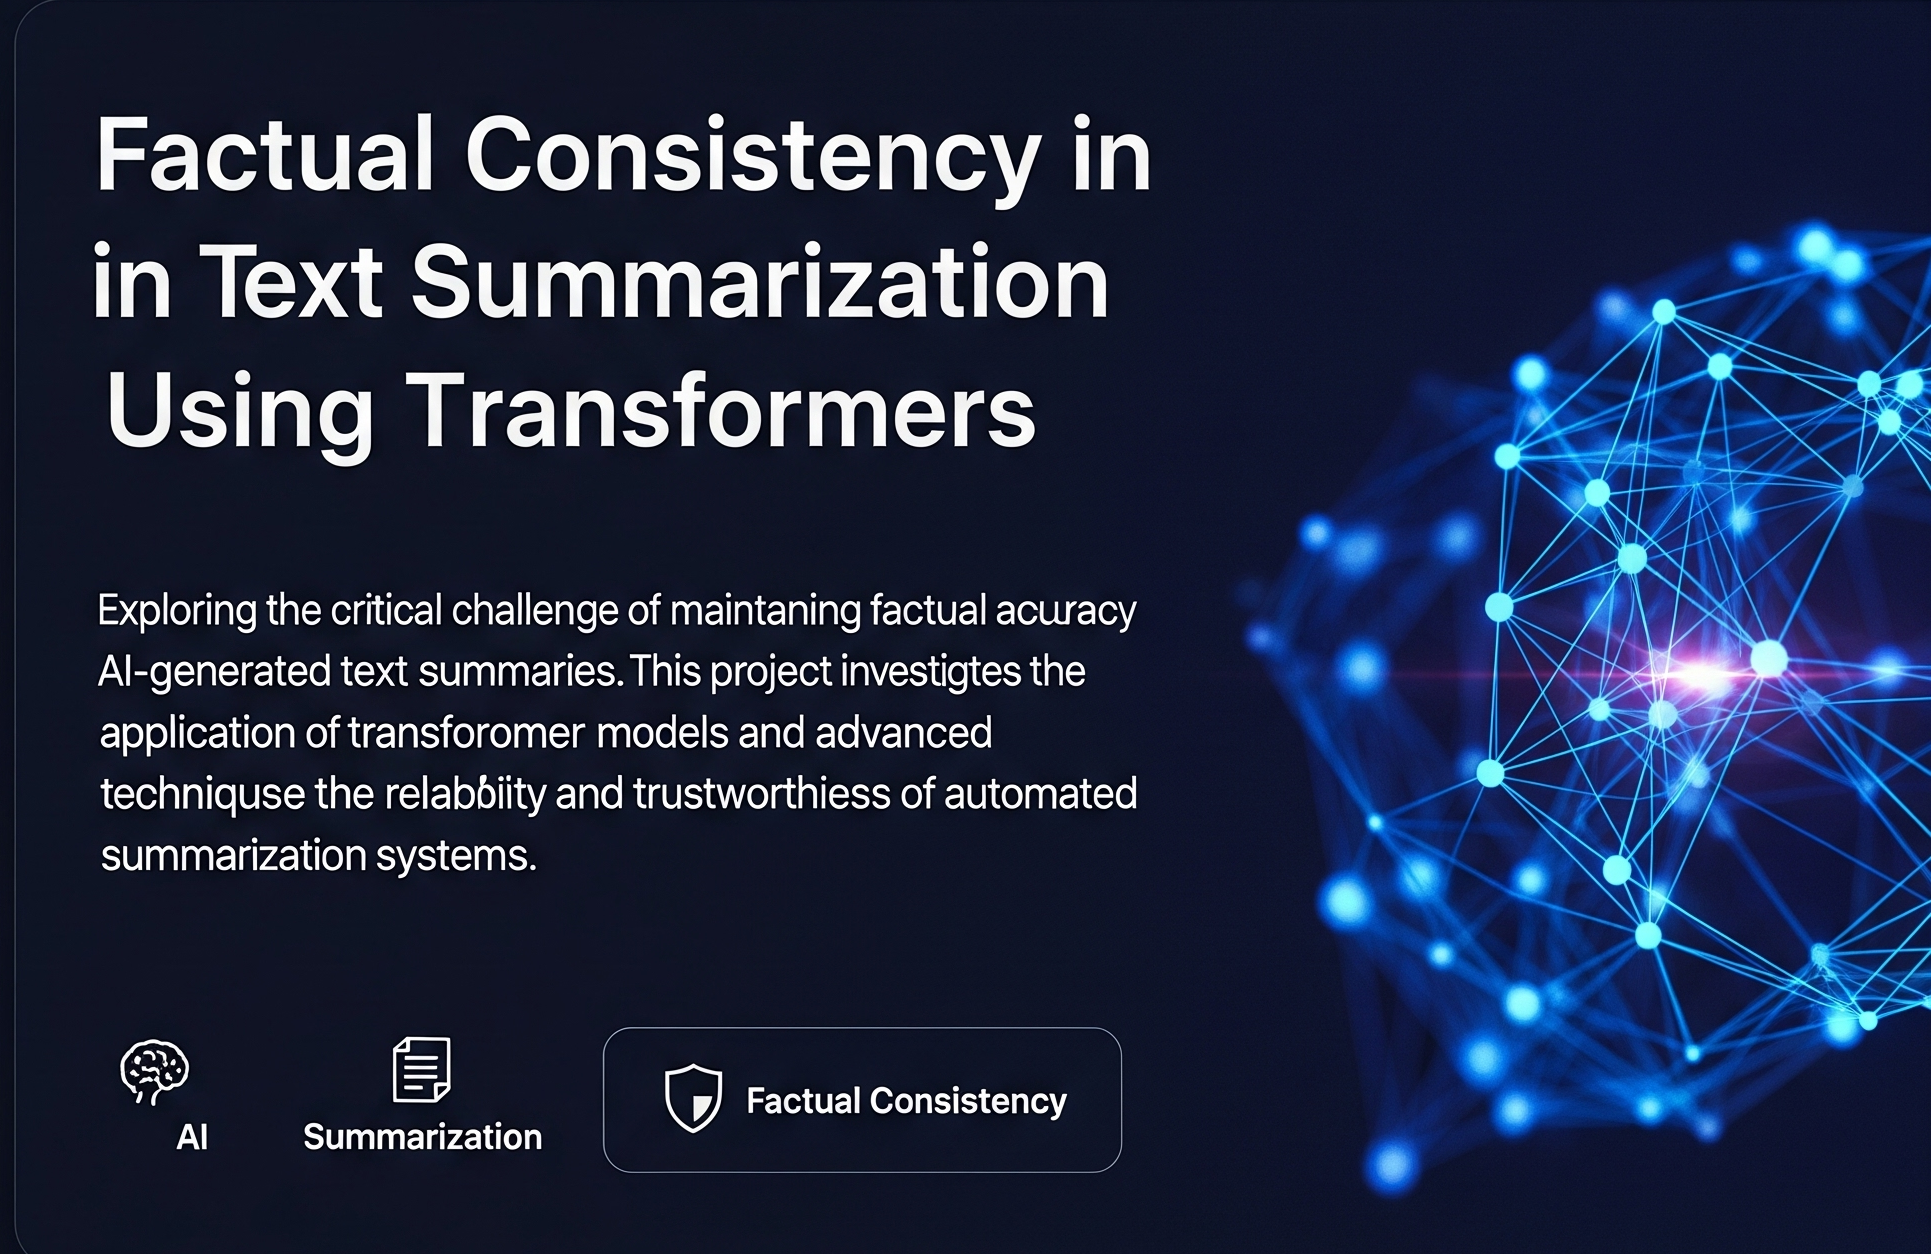 Factual Consistency in
in Text Summarization
Using Transformers
Exploring the critical challenge of maintaning factual acuracy
AI-generated text summaries. This project investigtes the
application of transforomer models and advanced
techniquse the relabbiity and trustworthiess of automated
summarization systems.
AI
Summarization
Factual Consistency